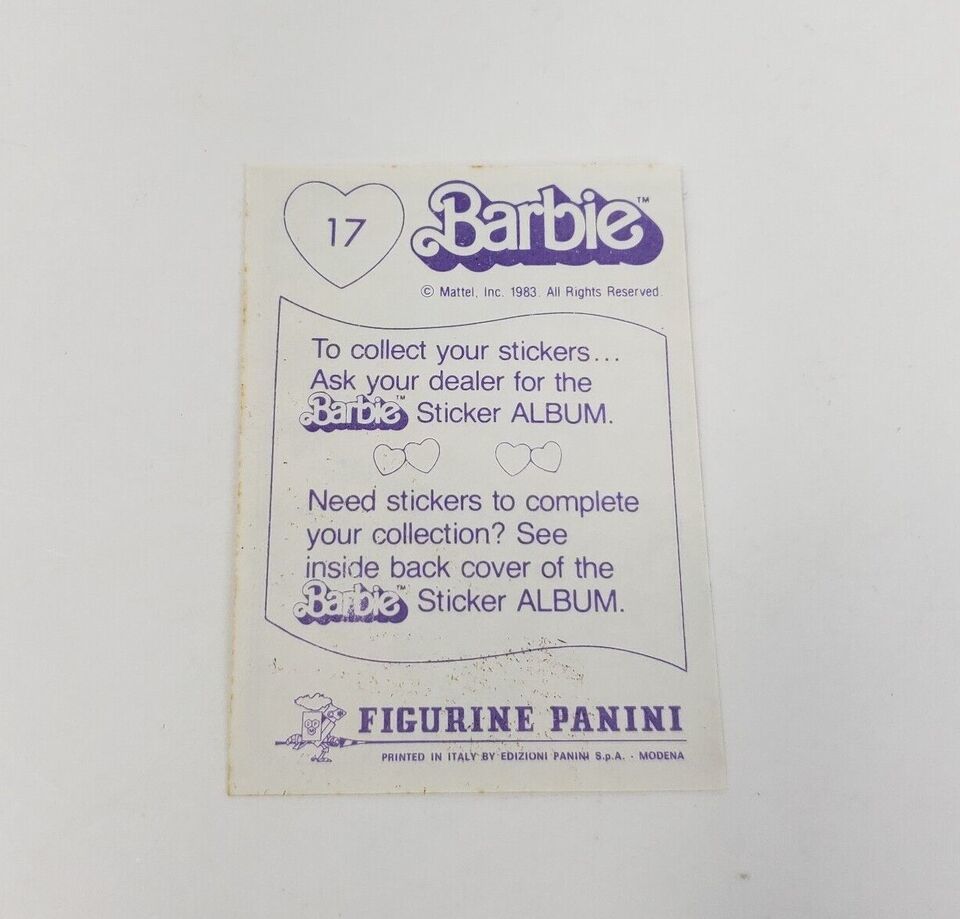 17
Barbie™
© Mattel, Inc. 1983. All Rights Reserved.
To collect your stickers...
Ask your dealer for the
Barbie™ Sticker ALBUM.
Need stickers to complete
your collection? See
inside back cover of the
Barbie™ Sticker ALBUM.
FIGURINE PANINI
PRINTED IN ITALY BY EDIZIONI PANINI S.p.A. - MODENA